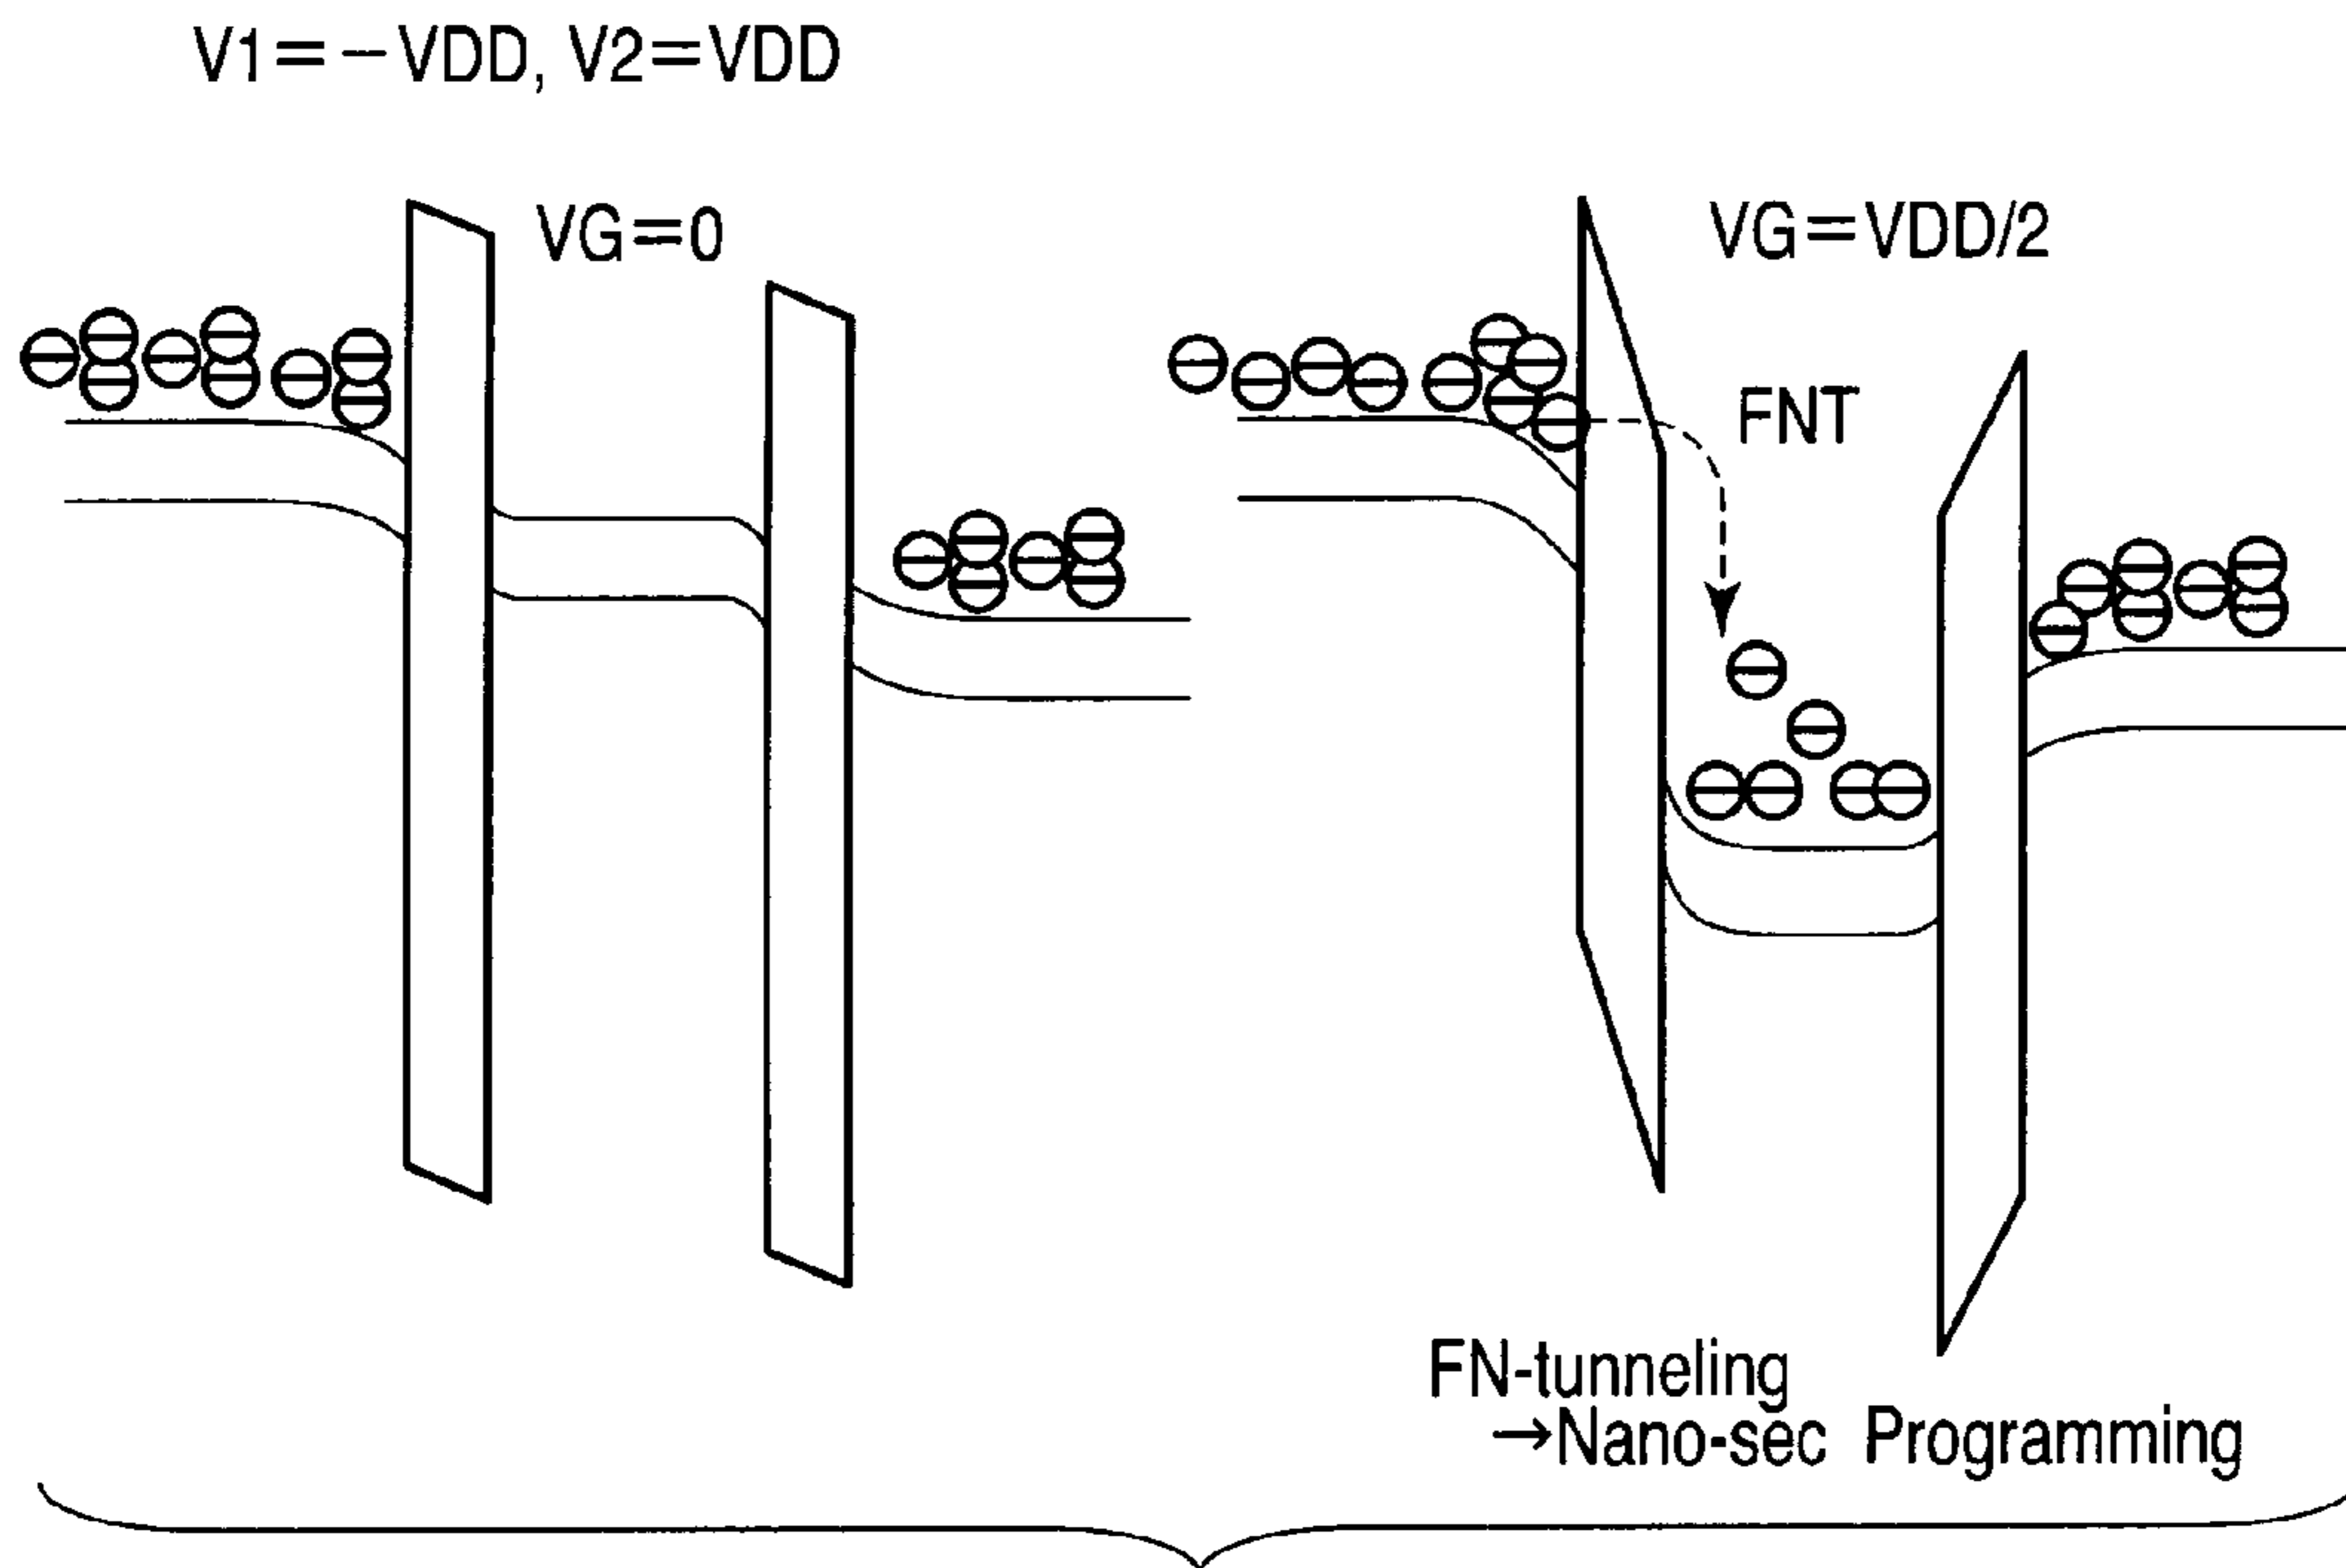 V1=−VDD, V2=VDD
VG=0
VG=VDD/2
FNT
FN-tunneling
→Nano-sec Programming